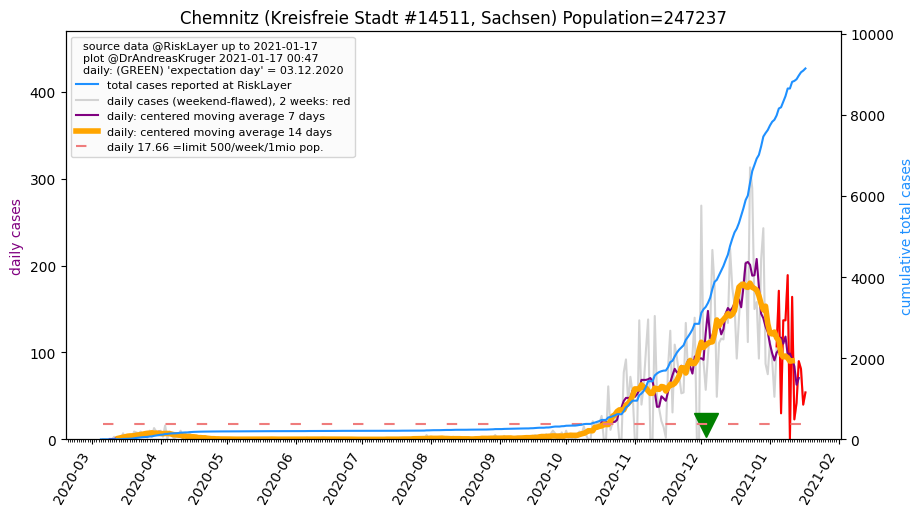 Chemnitz (Kreisfreie Stadt #14511, Sachsen) Population=247237
source data @RiskLayer up to 2021-01-17
plot @DrAndreasKruger 2021-01-17 00:47
daily: (GREEN) 'expectation day' = 03.12.2020
total cases reported at RiskLayer
daily cases (weekend-flawed), 2 weeks: red
daily: centered moving average 7 days
daily: centered moving average 14 days
daily 17.66 =limit 500/week/1mio pop.
daily cases
400
300
200
100
0
10000
8000
6000
4000
2000
0
cumulative total cases
2020-03
2020-04
2020-05
2020-06
2020-07
2020-08
2020-09
2020-10
2020-11
2020-12
2021-01
2021-02